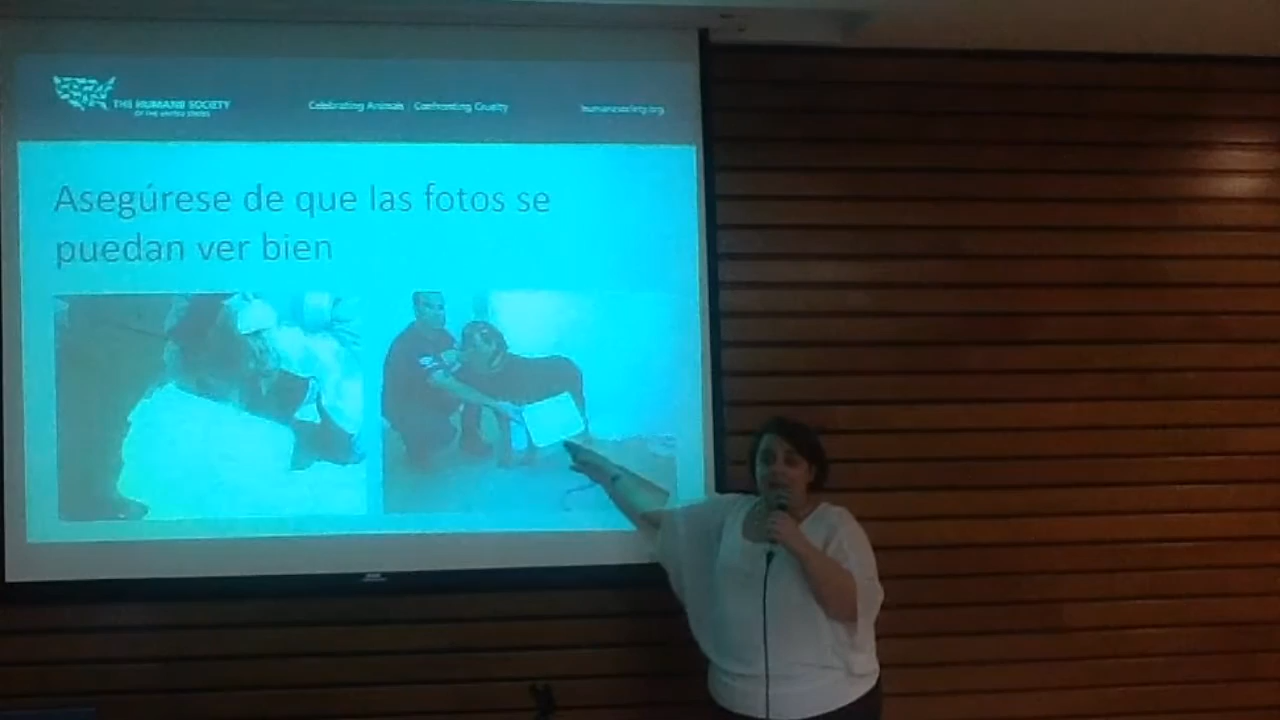 THE HUMANE SOCIETY
OF THE UNITED STATES
Celebrating Animals | Confronting Cruelty
humanesociety.org
Asegúrese de que las fotos se
puedan ver bien